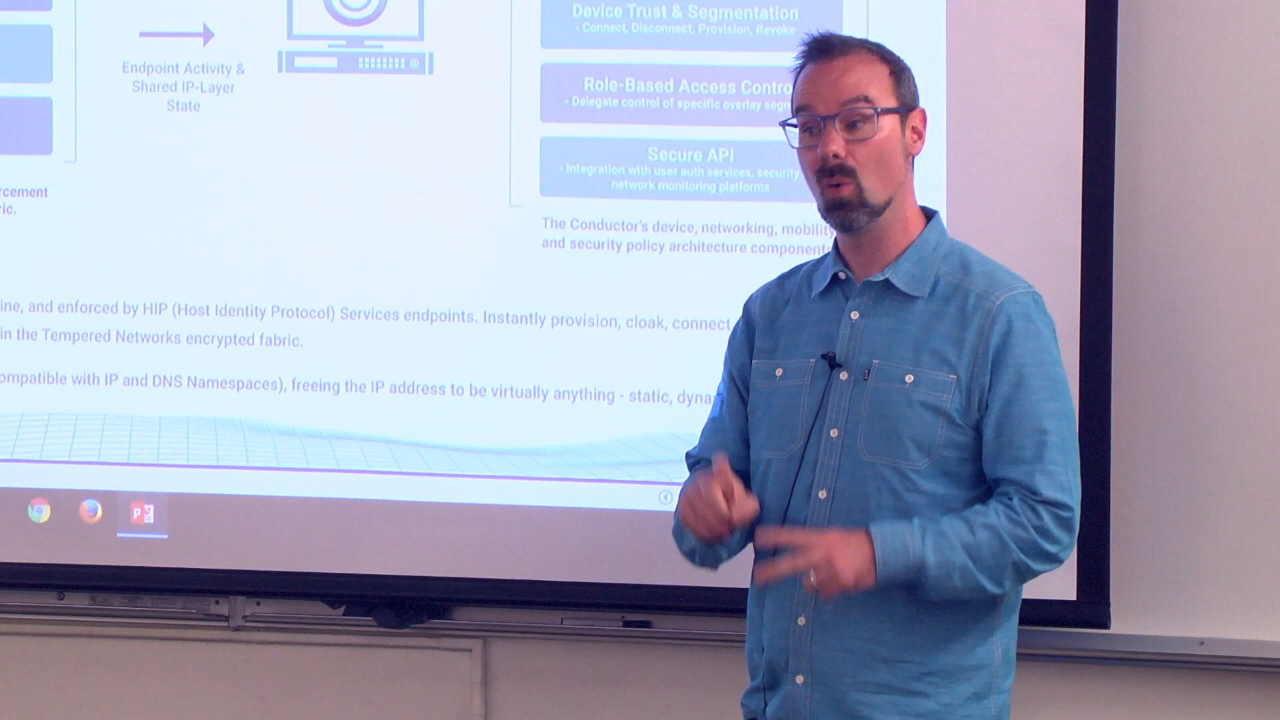 Device Trust & Segmentation
- Connect, Disconnect, Provision, Revoke
Endpoint Activity &
Shared IP-Layer
State
Role-Based Access Contro
- Delegate control of specific overlay seg
Secure API
- Integration with user auth services, security
network monitoring platforms
rcement
ic.
The Conductor's device, networking, mobility
and security policy architecture component
ine, and enforced by HIP (Host Identity Protocol) Services endpoints. Instantly provision, cloak, connect
in the Tempered Networks encrypted fabric.
ompatible with IP and DNS Namespaces), freeing the IP address to be virtually anything - static, dyna
P